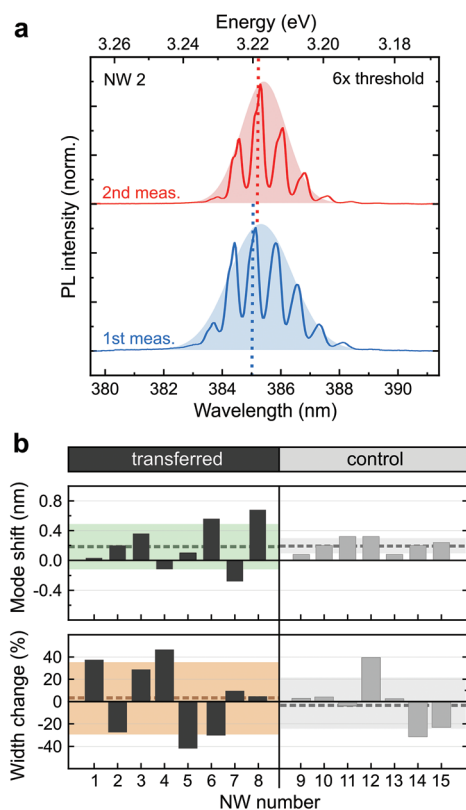 a
Energy (eV)
3.26 3.24 3.22 3.20 3.18
NW 2 6x threshold
PL intensity (norm.)
2nd meas.
1st meas.
380 382 384 386 388 390
Wavelength (nm)
b
transferred control
Mode shift (nm)
0.8
0.4
0.0
-0.4
Width change (%)
40
20
0
-20
-40
1 2 3 4 5 6 7 8 9 10 11 12 13 14 15
NW number